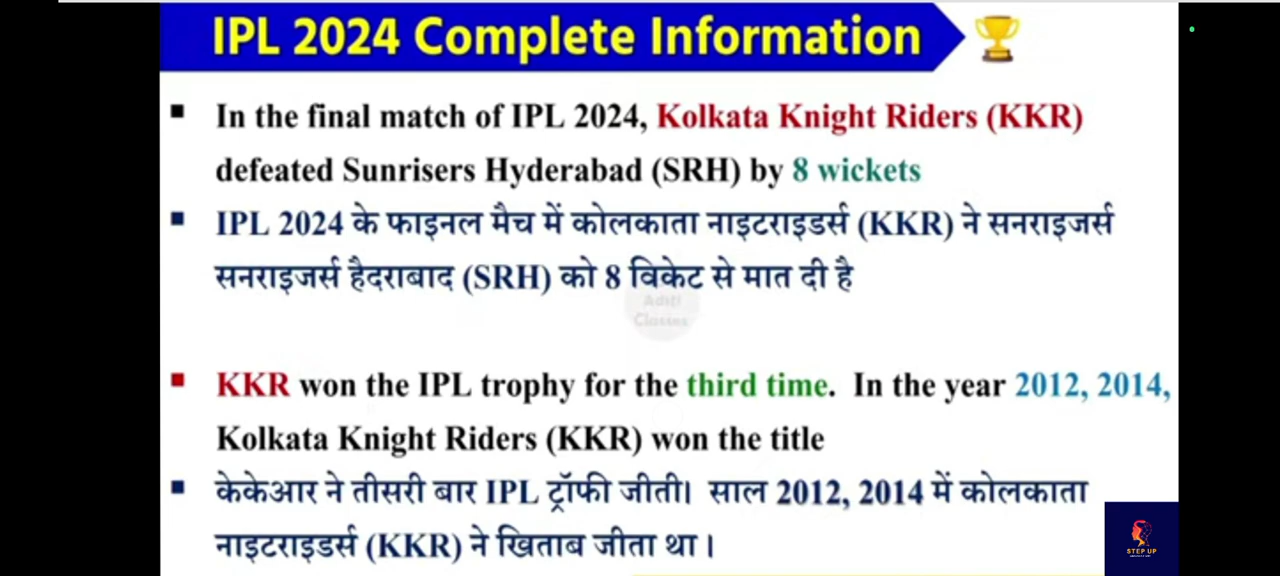 IPL 2024 Complete Information
In the final match of IPL 2024, Kolkata Knight Riders (KKR)
defeated Sunrisers Hyderabad (SRH) by 8 wickets
IPL 2024 के फाइनल मैच में कोलकाता नाइटराइडर्स (KKR) ने सनराइजर्स
सनराइजर्स हैदराबाद (SRH) को 8 विकेट से मात दी है
Aditi
Classes
KKR won the IPL trophy for the third time. In the year 2012, 2014,
Kolkata Knight Riders (KKR) won the title
केकेआर ने तीसरी बार IPL ट्रॉफी जीती। साल 2012, 2014 में कोलकाता
नाइटराइडर्स (KKR) ने खिताब जीता था।
STEP UP